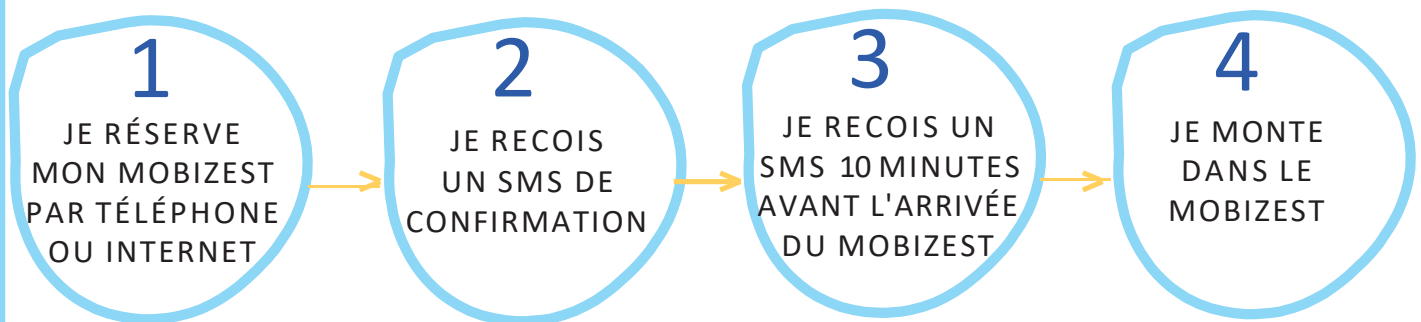 1
JE RÉSERVE
MON MOBIZEST
PAR TÉLÉPHONE
OU INTERNET
2
JE RECOIS
UN SMS DE
CONFIRMATION
3
JE RECOIS UN
SMS 10 MINUTES
AVANT L'ARRIVÉE
DU MOBIZEST
4
JE MONTE
DANS LE
MOBIZEST